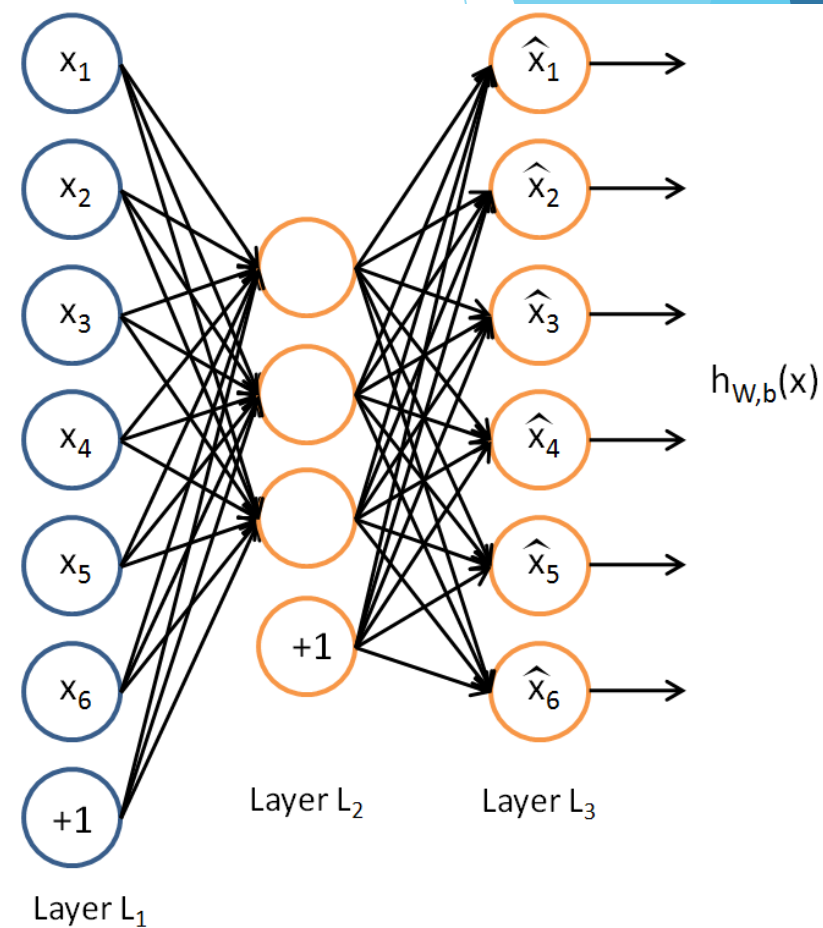 x₁
x₂
x₃
x₄
x₅
x₆
+1
Layer L₁
+1
Layer L₂
x̂₁
x̂₂
x̂₃
x̂₄
x̂₅
x̂₆
Layer L₃
h_W,b(x)